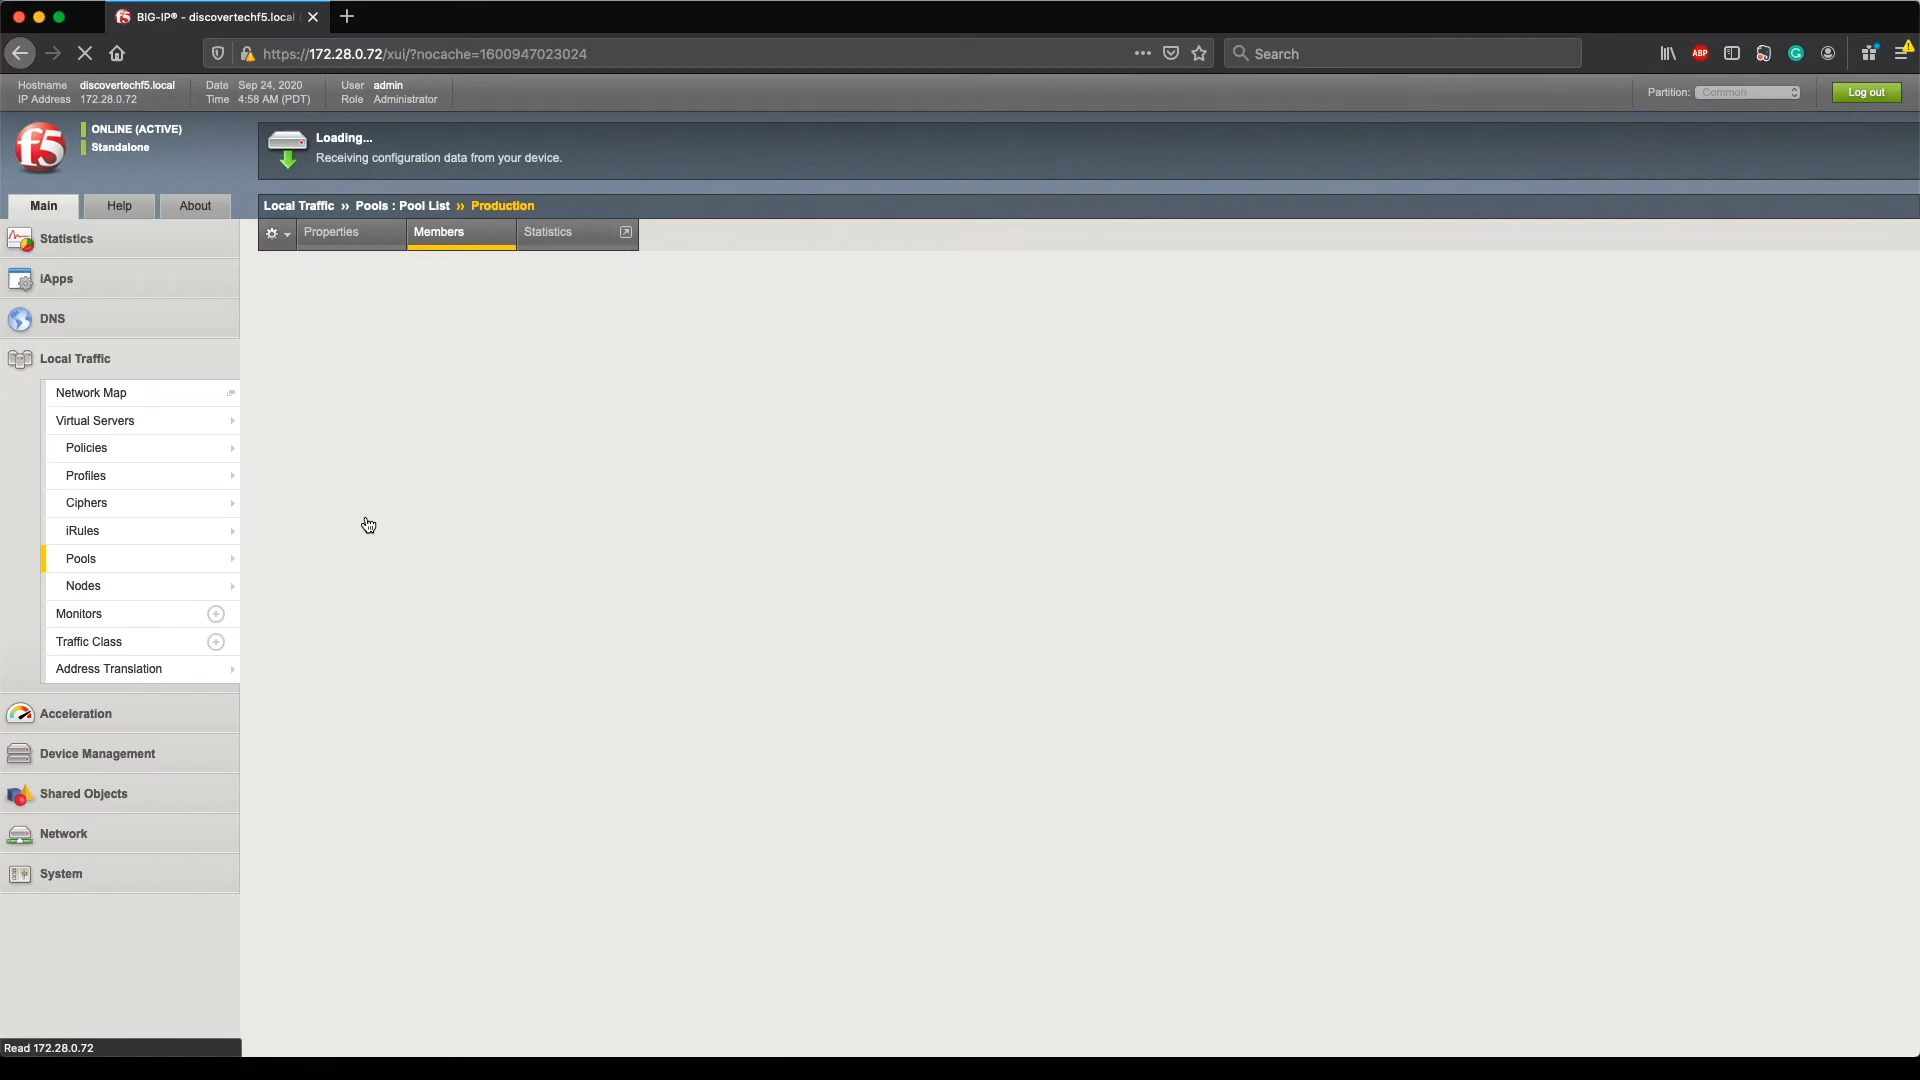 BIG-IP® - discovertechf5.local
https://172.28.0.72/xui/?nocache=1600947023024
Search
ABP
Hostname discovertechf5.local
IP Address 172.28.0.72
Date Sep 24, 2020
Time 4:58 AM (PDT)
User admin
Role Administrator
Partition: Common
Log out
f5
ONLINE (ACTIVE)
Standalone
Loading...
Receiving configuration data from your device.
Main
Help
About
Local Traffic ›› Pools : Pool List ›› Production
Properties
Members
Statistics
Statistics
iApps
DNS
Local Traffic
Network Map
Virtual Servers
Policies
Profiles
Ciphers
iRules
Pools
Nodes
Monitors
Traffic Class
Address Translation
Acceleration
Device Management
Shared Objects
Network
System
Read 172.28.0.72